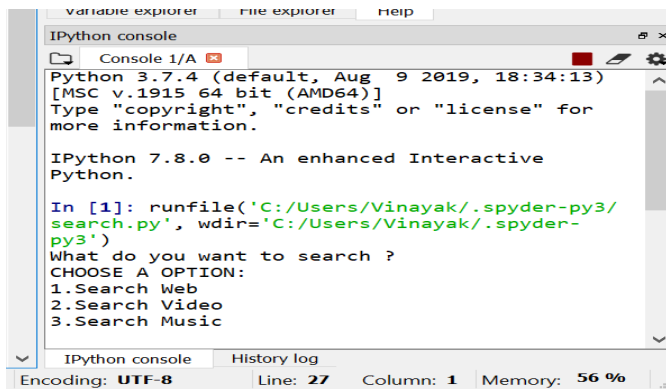 Variable explorer File explorer Help
IPython console
Console 1/A
Python 3.7.4 (default, Aug  9 2019, 18:34:13)
[MSC v.1915 64 bit (AMD64)]
Type "copyright", "credits" or "license" for
more information.

IPython 7.8.0 -- An enhanced Interactive
Python.

In [1]: runfile('C:/Users/Vinayak/.spyder-py3/
search.py', wdir='C:/Users/Vinayak/.spyder-
py3')
What do you want to search ?
CHOOSE A OPTION:
1.Search Web
2.Search Video
3.Search Music
IPython console History log
Encoding: UTF-8 Line: 27 Column: 1 Memory: 56 %